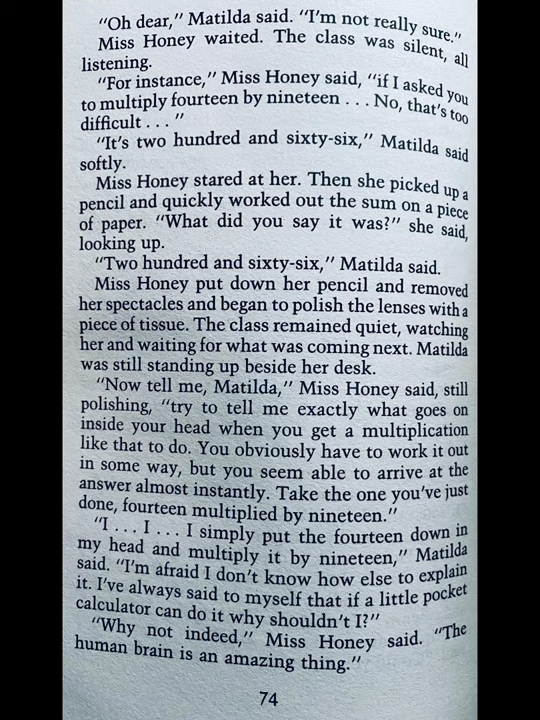 "Oh dear," Matilda said. "I'm not really sure."
Miss Honey waited. The class was silent, all
listening.
"For instance," Miss Honey said, "if I asked you
to multiply fourteen by nineteen . . . No, that's too
difficult . . . "
"It's two hundred and sixty-six," Matilda said
softly.
Miss Honey stared at her. Then she picked up a
pencil and quickly worked out the sum on a piece
of paper. "What did you say it was?" she said,
looking up.
"Two hundred and sixty-six," Matilda said.
Miss Honey put down her pencil and removed
her spectacles and began to polish the lenses with a
piece of tissue. The class remained quiet, watching
her and waiting for what was coming next. Matilda
was still standing up beside her desk.
"Now tell me, Matilda," Miss Honey said, still
polishing, "try to tell me exactly what goes on
inside your head when you get a multiplication
like that to do. You obviously have to work it out
in some way, but you seem able to arrive at the
answer almost instantly. Take the one you've just
done, fourteen multiplied by nineteen."
"I . . . I . . . I simply put the fourteen down in
my head and multiply it by nineteen," Matilda
said. "I'm afraid I don't know how else to explain
it. I've always said to myself that if a little pocket
calculator can do it why shouldn't I?"
"Why not indeed," Miss Honey said. "The
human brain is an amazing thing."
74